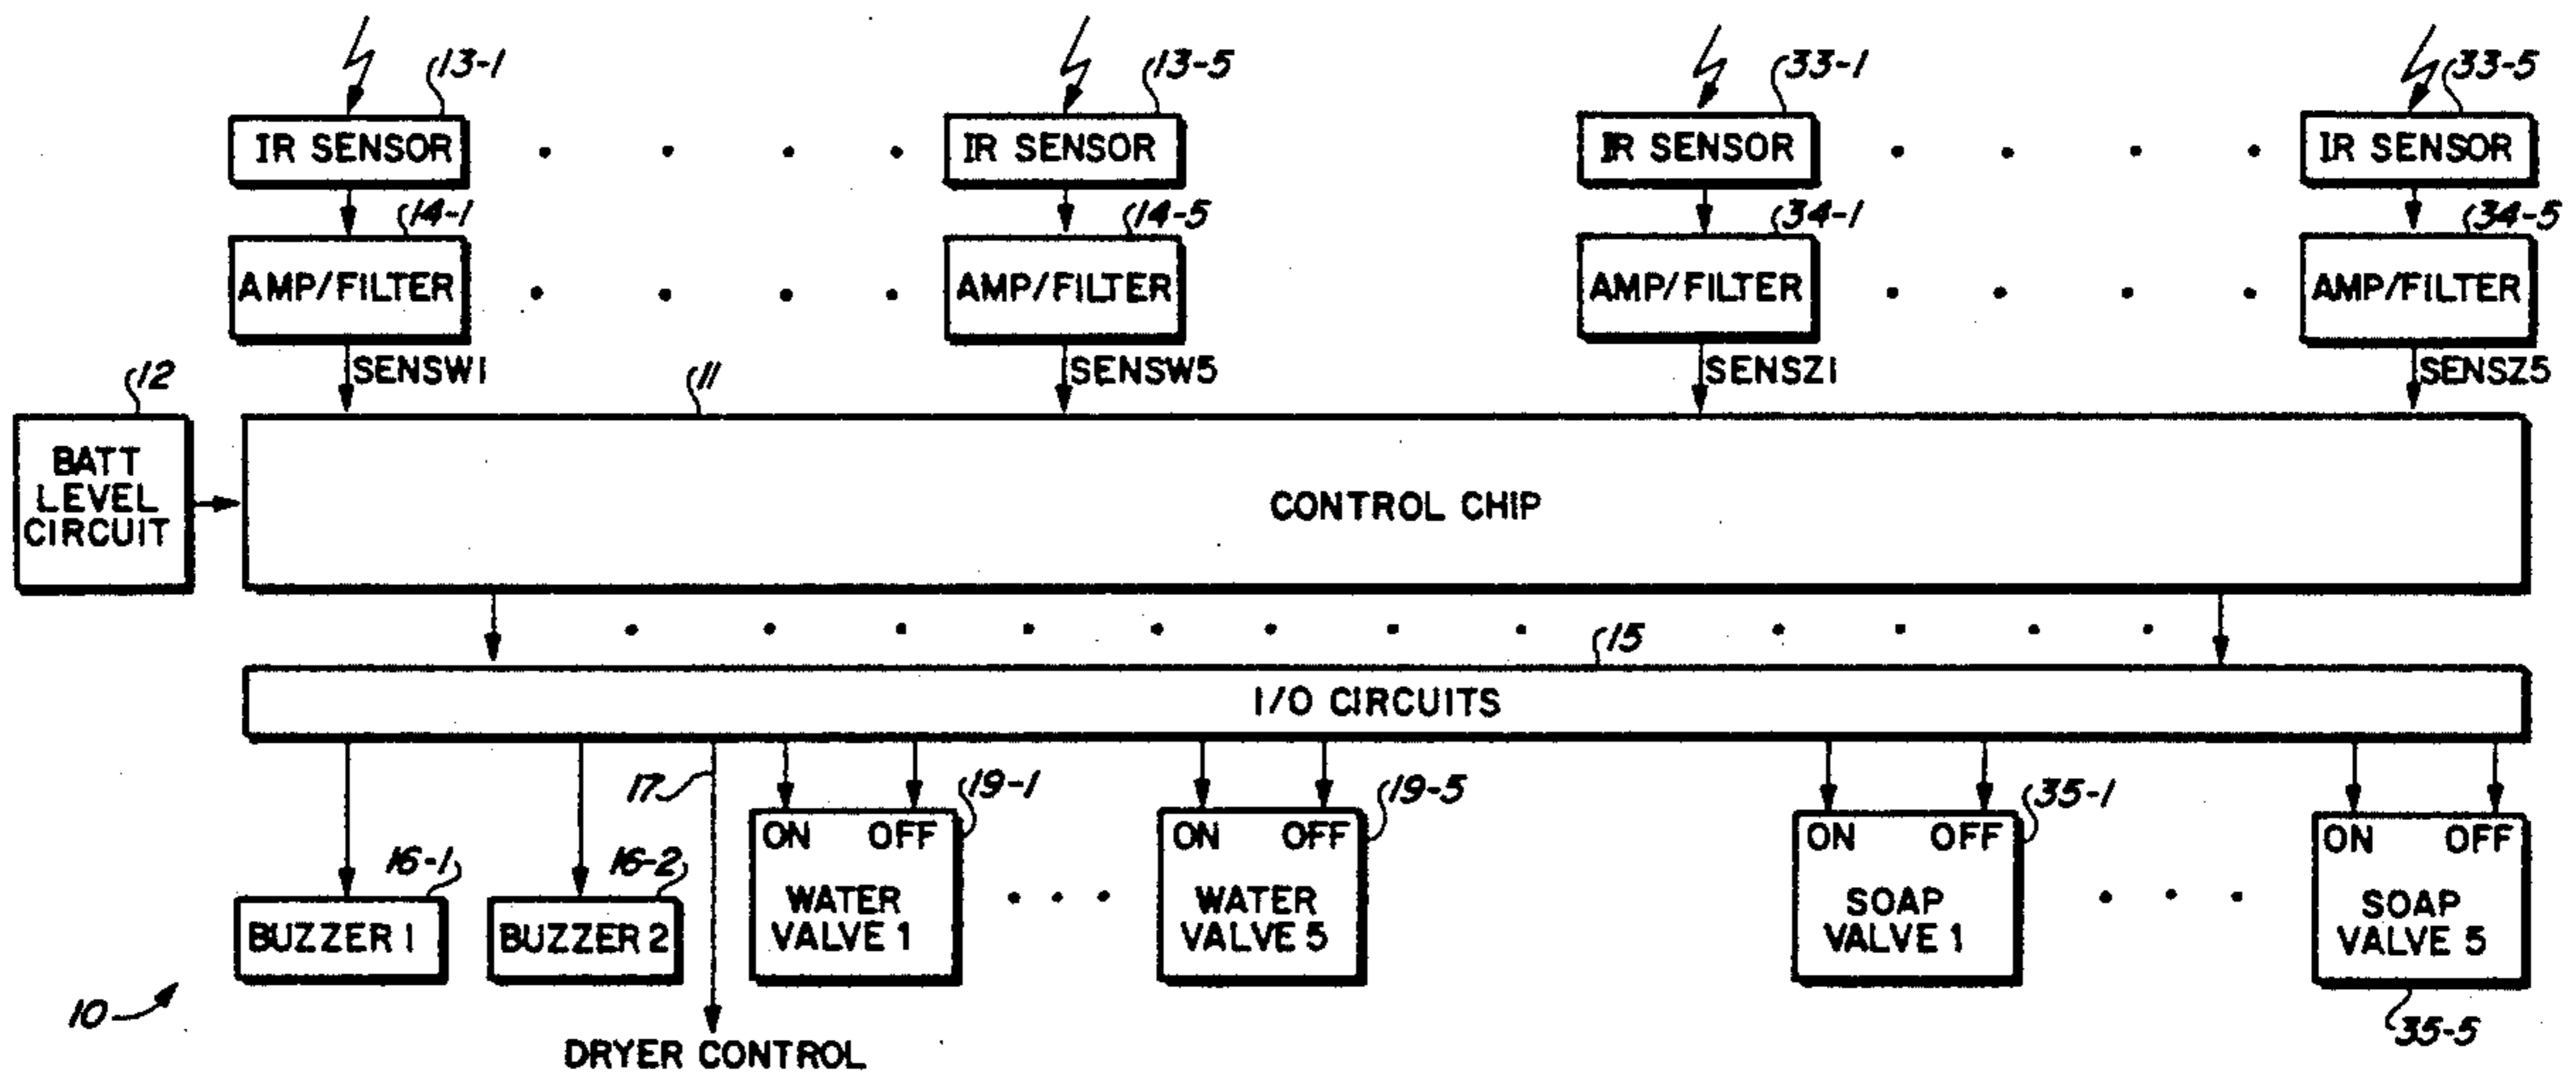 13-1
13-5
33-1
33-5
IR SENSOR
IR SENSOR
IR SENSOR
IR SENSOR
14-1
14-5
34-1
34-5
AMP/FILTER
AMP/FILTER
AMP/FILTER
AMP/FILTER
SENSW1
SENSW5
SENSZ1
SENSZ5
12
11
BATT
LEVEL
CIRCUIT
CONTROL CHIP
15
I/O CIRCUITS
17
19-1
19-5
35-1
ON OFF
WATER
VALVE 1
ON OFF
WATER
VALVE 5
ON OFF
SOAP
VALVE 1
ON OFF
SOAP
VALVE 5
16-1
16-2
BUZZER 1
BUZZER 2
10
35-5
DRYER CONTROL